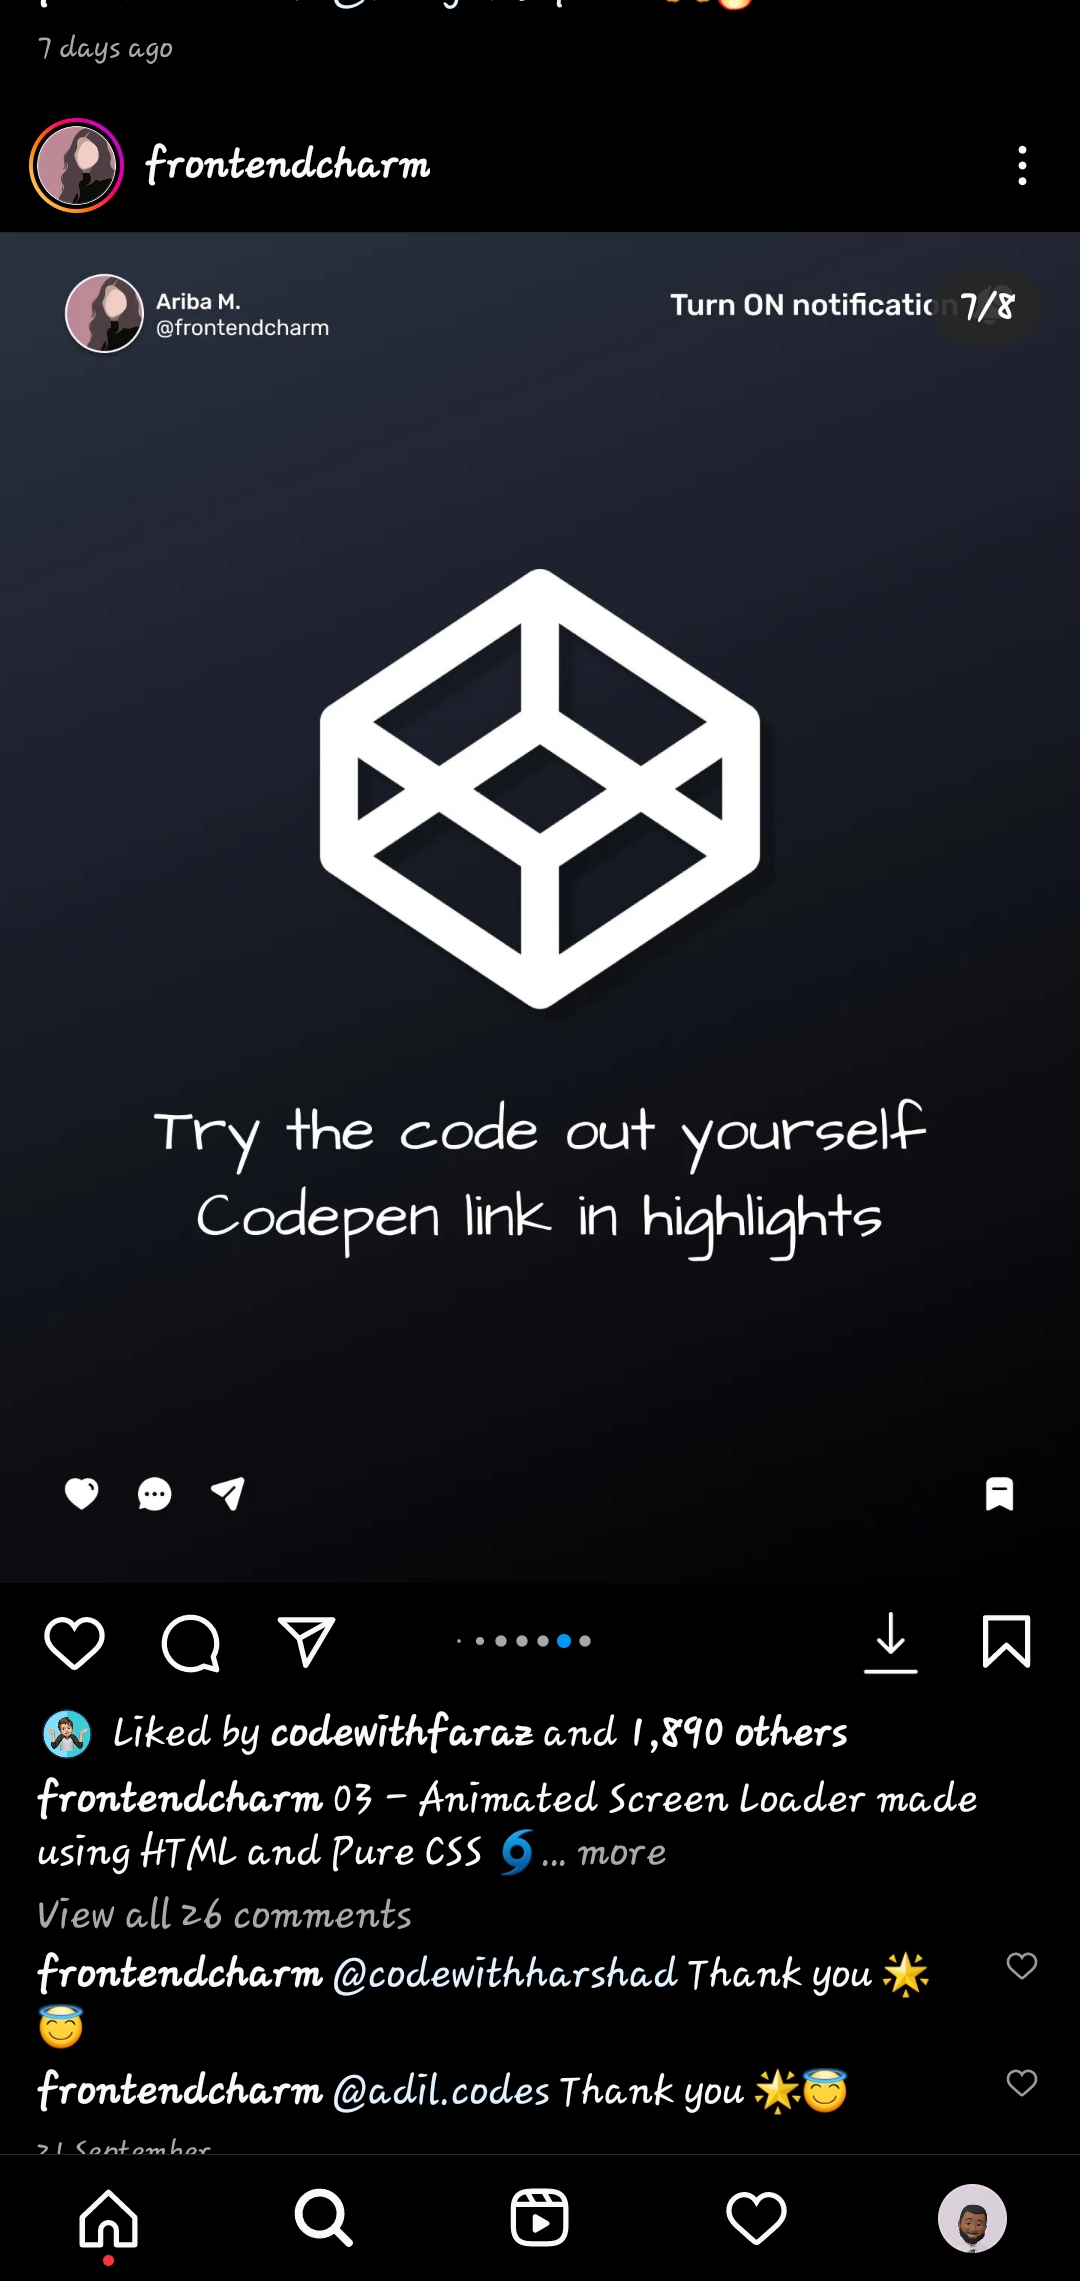 7 days ago
frontendcharm
Ariba M.
@frontendcharm
Turn ON notification
7/8
Try the code out yourself
Codepen link in highlights
Liked by codewithfaraz and 1,890 others
frontendcharm 03 - Animated Screen Loader made
using HTML and Pure CSS 🌀... more
View all 26 comments
frontendcharm @codewithharshad Thank you 🌟
😇
frontendcharm @adil.codes Thank you 🌟😇
21 September